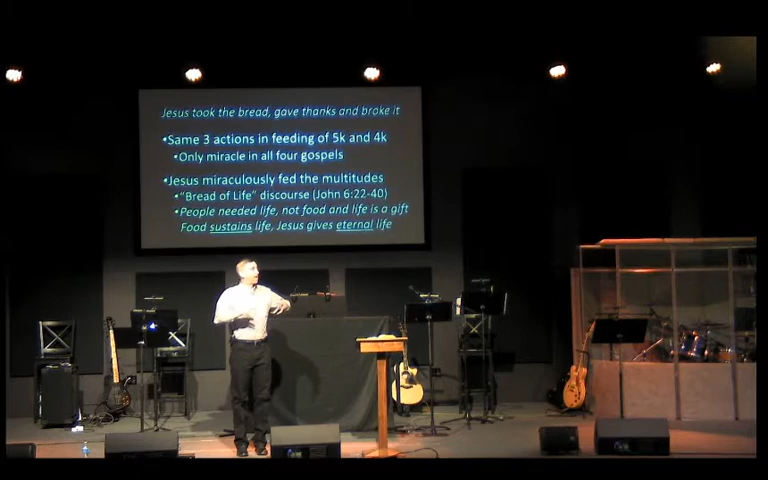 Jesus took the bread, gave thanks and broke it
•Same 3 actions in feeding of 5k and 4k
•Only miracle in all four gospels
•Jesus miraculously fed the multitudes
•"Bread of Life" discourse (John 6:22-40)
•People needed life, not food and life is a gift
Food sustains life, Jesus gives eternal life